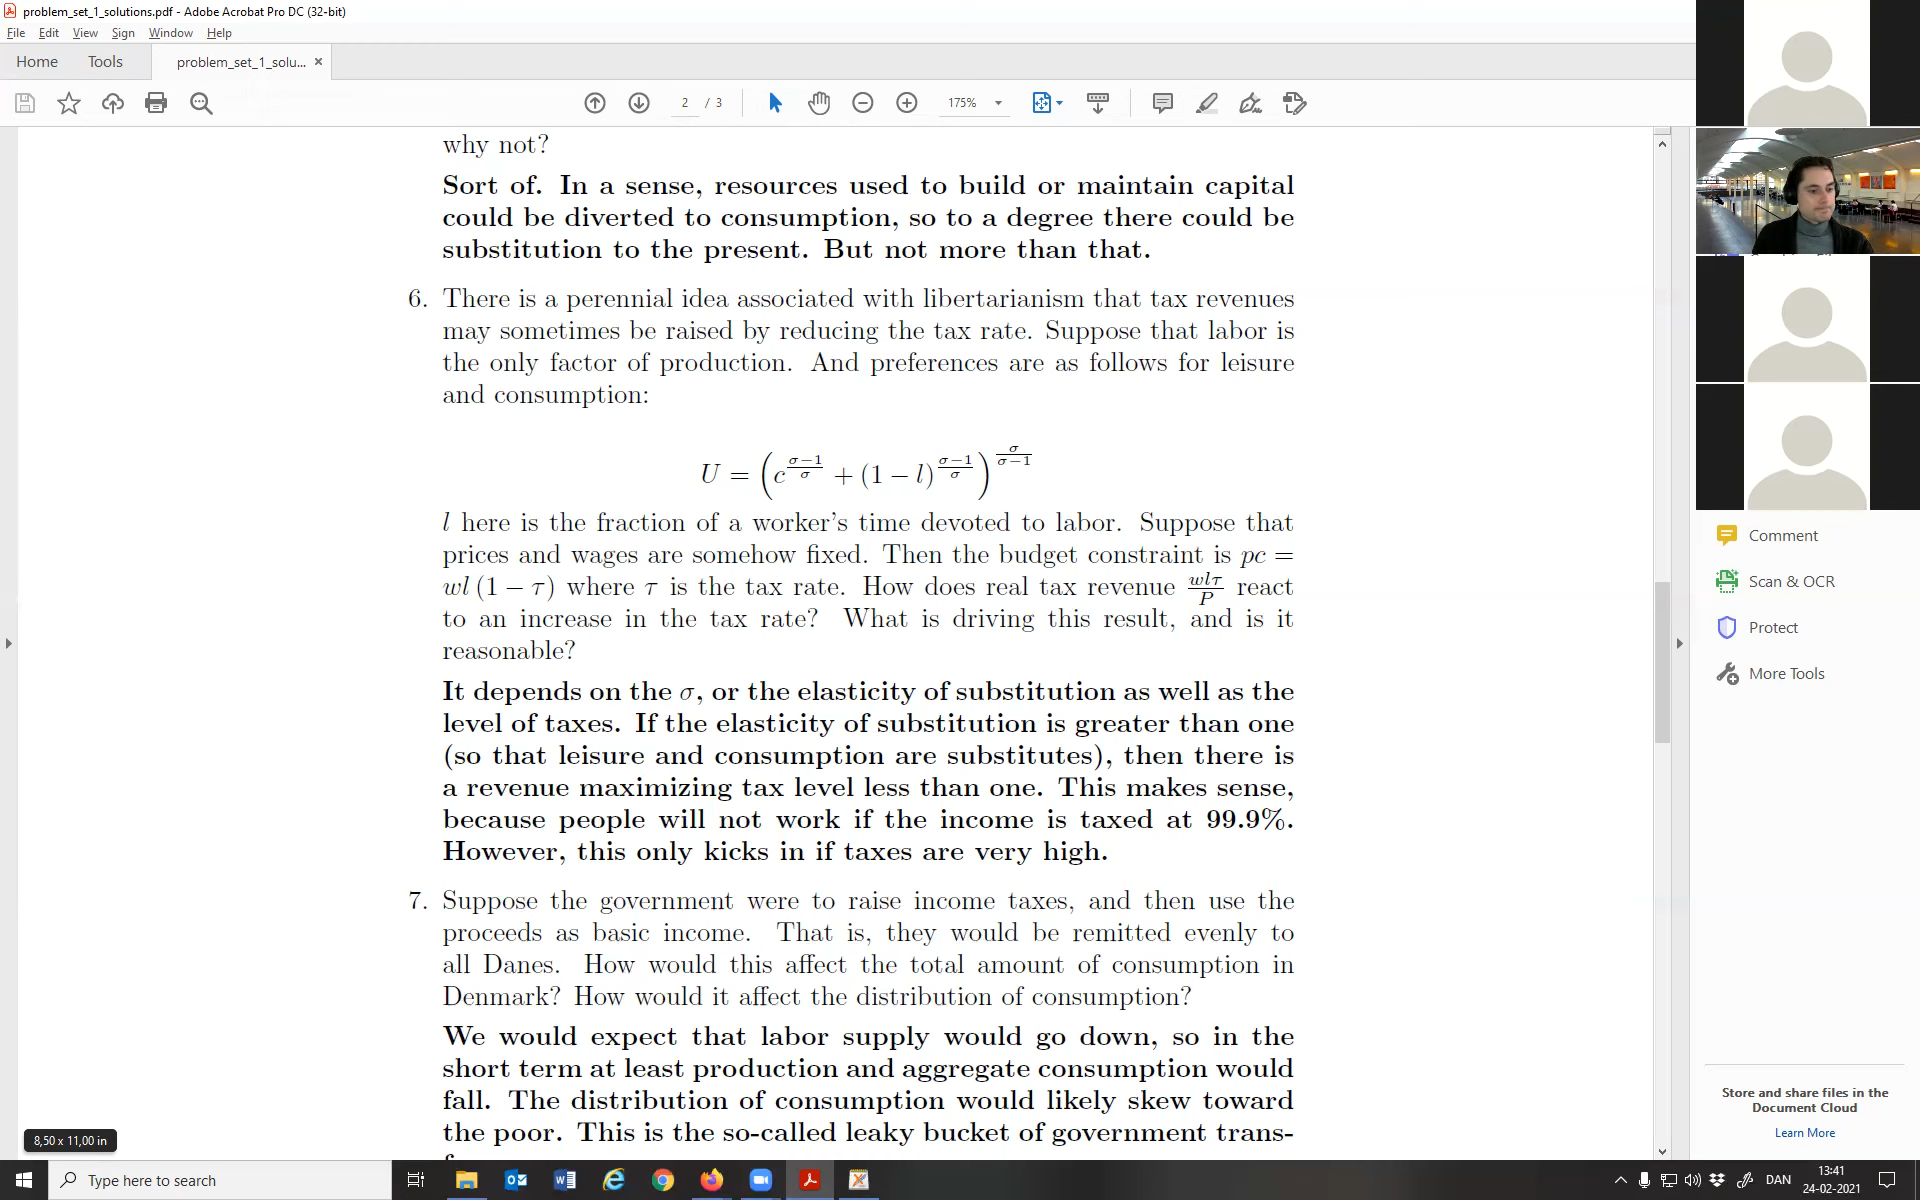 problem_set_1_solutions.pdf - Adobe Acrobat Pro DC (32-bit)
File Edit View Sign Window Help
Home Tools problem_set_1_solu... ×
2 / 3 175%
why not?
Sort of. In a sense, resources used to build or maintain capital
could be diverted to consumption, so to a degree there could be
substitution to the present. But not more than that.
6. There is a perennial idea associated with libertarianism that tax revenues
may sometimes be raised by reducing the tax rate. Suppose that labor is
the only factor of production. And preferences are as follows for leisure
and consumption:
U = (c^{\frac{σ−1}{σ}} + (1 − l)^{\frac{σ−1}{σ}})^{\frac{σ}{σ−1}}
l here is the fraction of a worker's time devoted to labor. Suppose that
prices and wages are somehow fixed. Then the budget constraint is pc =
wl (1 − τ) where τ is the tax rate. How does real tax revenue \frac{wlτ}{P} react
to an increase in the tax rate? What is driving this result, and is it
reasonable?
It depends on the σ, or the elasticity of substitution as well as the
level of taxes. If the elasticity of substitution is greater than one
(so that leisure and consumption are substitutes), then there is
a revenue maximizing tax level less than one. This makes sense,
because people will not work if the income is taxed at 99.9%.
However, this only kicks in if taxes are very high.
7. Suppose the government were to raise income taxes, and then use the
proceeds as basic income. That is, they would be remitted evenly to
all Danes. How would this affect the total amount of consumption in
Denmark? How would it affect the distribution of consumption?
We would expect that labor supply would go down, so in the
short term at least production and aggregate consumption would
fall. The distribution of consumption would likely skew toward
the poor. This is the so-called leaky bucket of government trans-
8,50 x 11,00 in
Comment
Scan & OCR
Protect
More Tools
Store and share files in the
Document Cloud
Learn More
Type here to search
DAN
13:41
24-02-2021